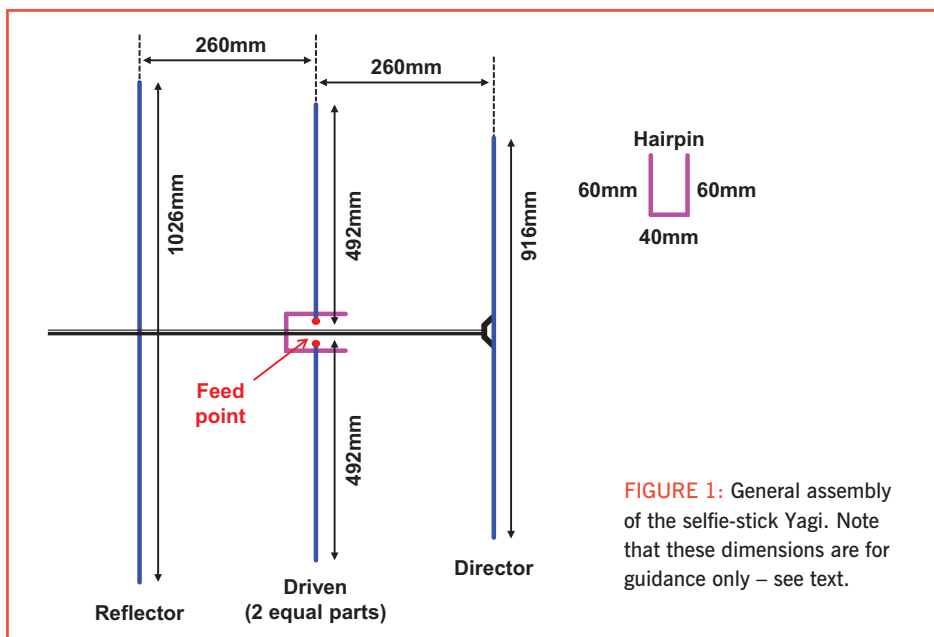 260mm
260mm
1026mm
492mm
916mm
Hairpin
60mm
60mm
40mm
Feed
point
492mm
Reflector
Driven
(2 equal parts)
Director
FIGURE 1: General assembly
of the selfie-stick Yagi. Note
that these dimensions are for
guidance only – see text.